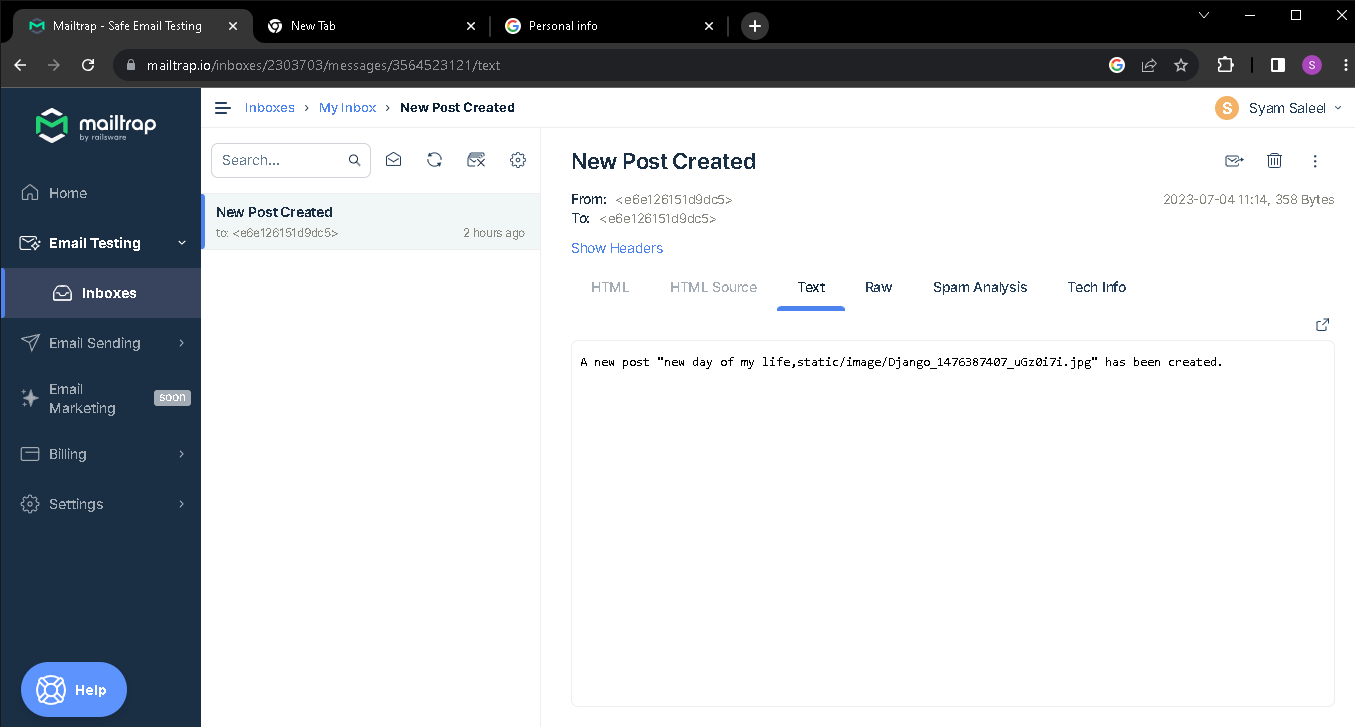 Mailtrap - Safe Email Testing
New Tab
Personal info
mailtrap.io/inboxes/2303703/messages/3564523121/text
S
mailtrap
by railsware
Inboxes > My Inbox > New Post Created
S Syam Saleel
Home
Email Testing
Inboxes
Email Sending
Email
Marketing
soon
Billing
Settings
Help
Search...
New Post Created
to: <e6e126151d9dc5>
2 hours ago
New Post Created
From: <e6e126151d9dc5>
2023-07-04 11:14, 358 Bytes
To: <e6e126151d9dc5>
Show Headers
HTML HTML Source Text Raw Spam Analysis Tech Info
A new post "new day of my life,static/image/Django_1476387407_uGz0i7i.jpg" has been created.